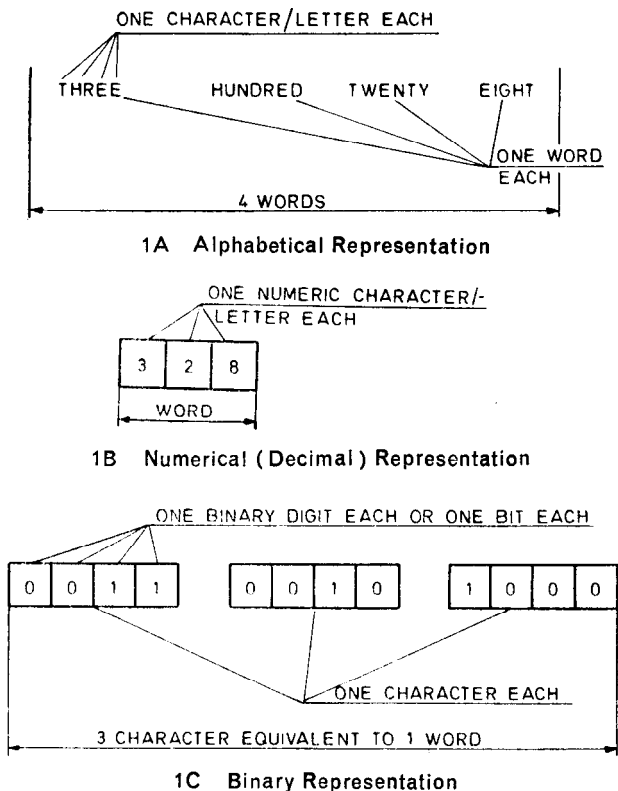 ONE CHARACTER/LETTER EACH
THREE HUNDRED TWENTY EIGHT
ONE WORD
EACH
4 WORDS
1A Alphabetical Representation
ONE NUMERIC CHARACTER/-
LETTER EACH
3 2 8
WORD
1B Numerical (Decimal) Representation
ONE BINARY DIGIT EACH OR ONE BIT EACH
0 0 1 1 0 0 1 0 1 0 0 0
ONE CHARACTER EACH
3 CHARACTER EQUIVALENT TO 1 WORD
1C Binary Representation